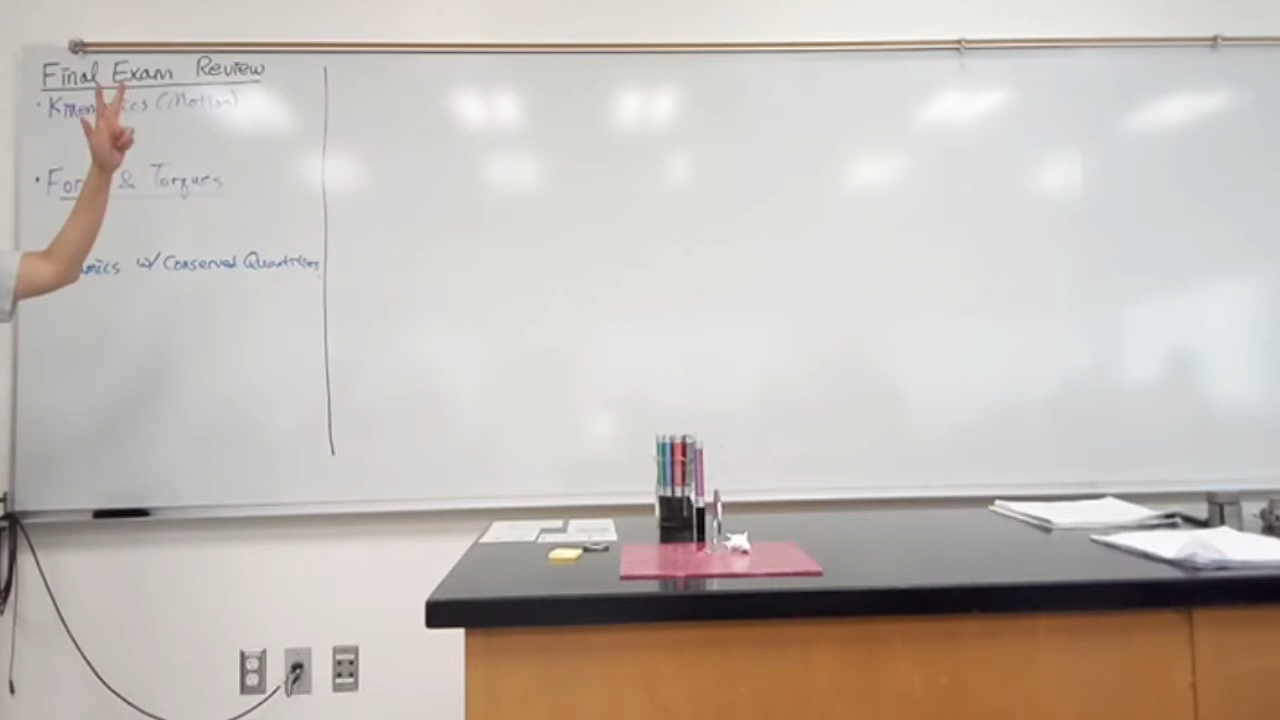 Final Exam Review
(Motion)
& Torques
w/ Conserved Quantities